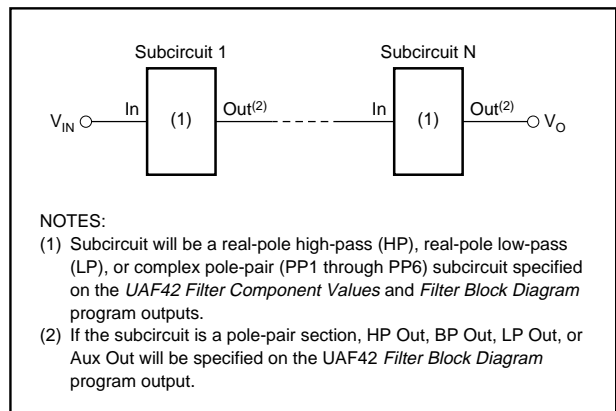 Subcircuit 1
Subcircuit N
V_IN
In
(1)
Out(2)
In
(1)
Out(2)
V_O
NOTES:
(1) Subcircuit will be a real-pole high-pass (HP), real-pole low-pass
(LP), or complex pole-pair (PP1 through PP6) subcircuit specified
on the UAF42 Filter Component Values and Filter Block Diagram
program outputs.
(2) If the subcircuit is a pole-pair section, HP Out, BP Out, LP Out, or
Aux Out will be specified on the UAF42 Filter Block Diagram
program output.